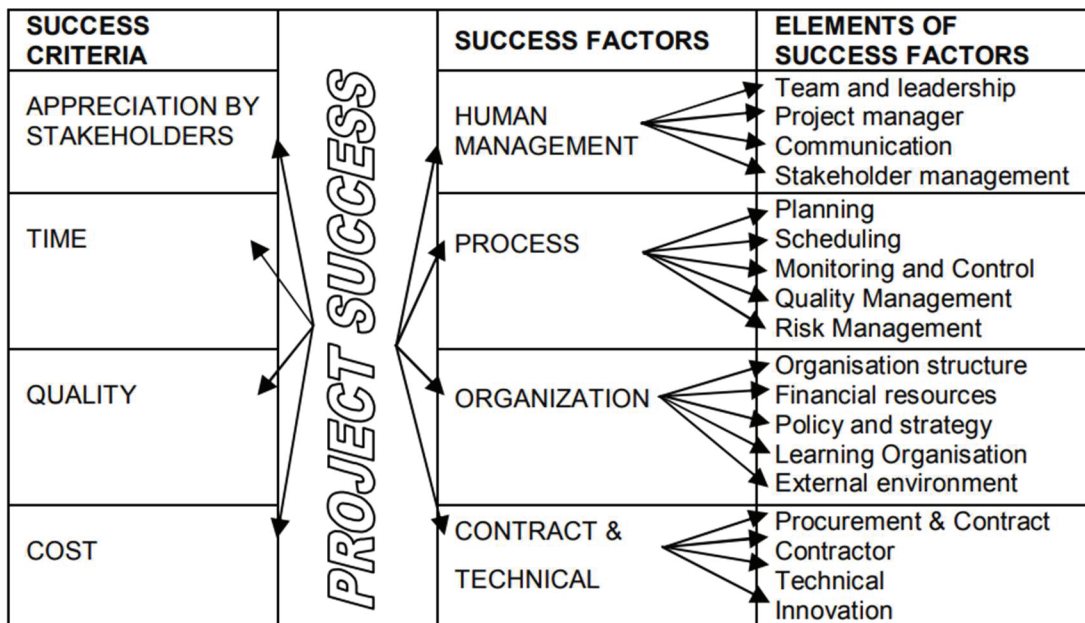 SUCCESS
CRITERIA
SUCCESS FACTORS
ELEMENTS OF
SUCCESS FACTORS
APPRECIATION BY
STAKEHOLDERS
TIME
QUALITY
COST
PROJECT SUCCESS
HUMAN
MANAGEMENT
Team and leadership
Project manager
Communication
Stakeholder management
PROCESS
Planning
Scheduling
Monitoring and Control
Quality Management
Risk Management
ORGANIZATION
Organisation structure
Financial resources
Policy and strategy
Learning Organisation
External environment
CONTRACT &
TECHNICAL
Procurement & Contract
Contractor
Technical
Innovation